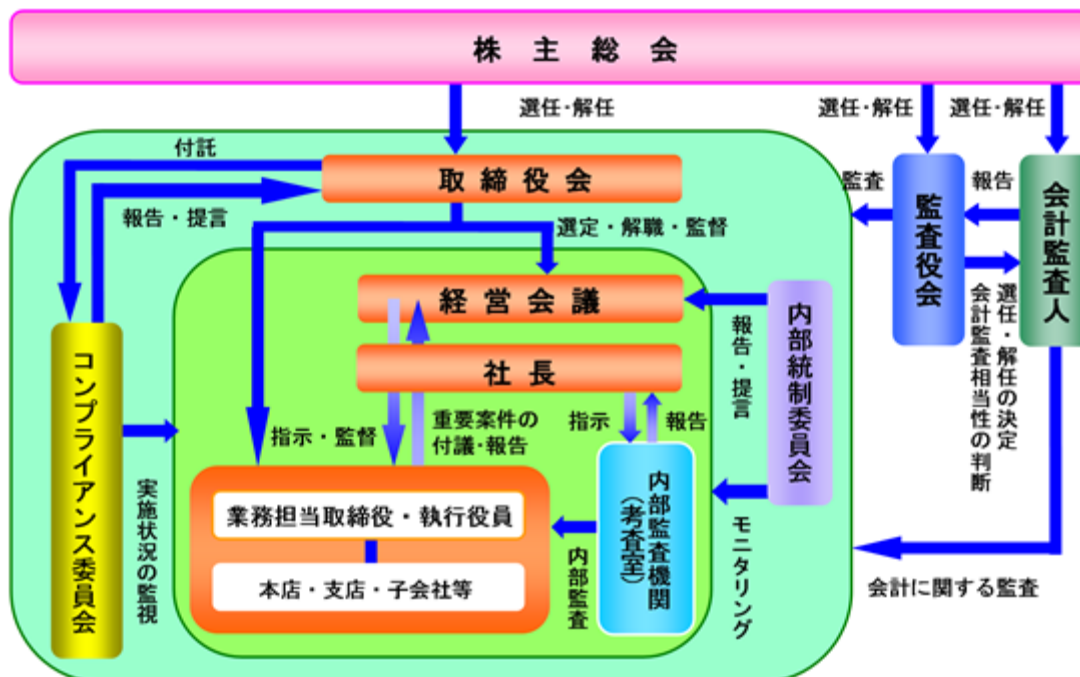 株主総会
選任・解任
選任・解任
選任・解任
付託
取締役会
報告・提言
選定・解職・監督
監査
監査役会
報告
会計監査人
選任・解任の決定
会計監査相当性の判断
経営会議
社長
内部統制委員会
報告・提言
コンプライアンス委員会
指示・監督
重要案件の
付議・報告
指示
報告
実施状況の監視
業務担当取締役・執行役員
本店・支店・子会社等
内部監査
内部監査機関
（考査室）
モニタリング
会計に関する監査